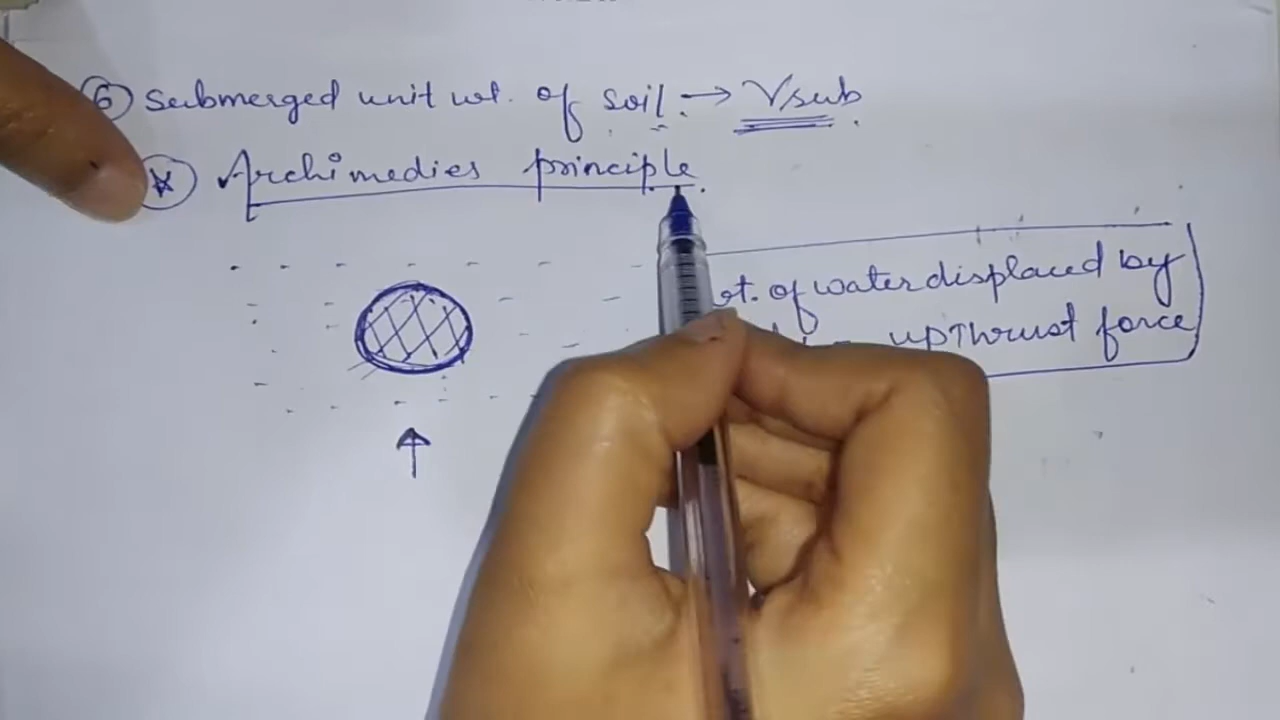 6 Submerged unit wt. of soil. → γsub.
Archimedies principle.
wt. of water displaced by
= upThrust force